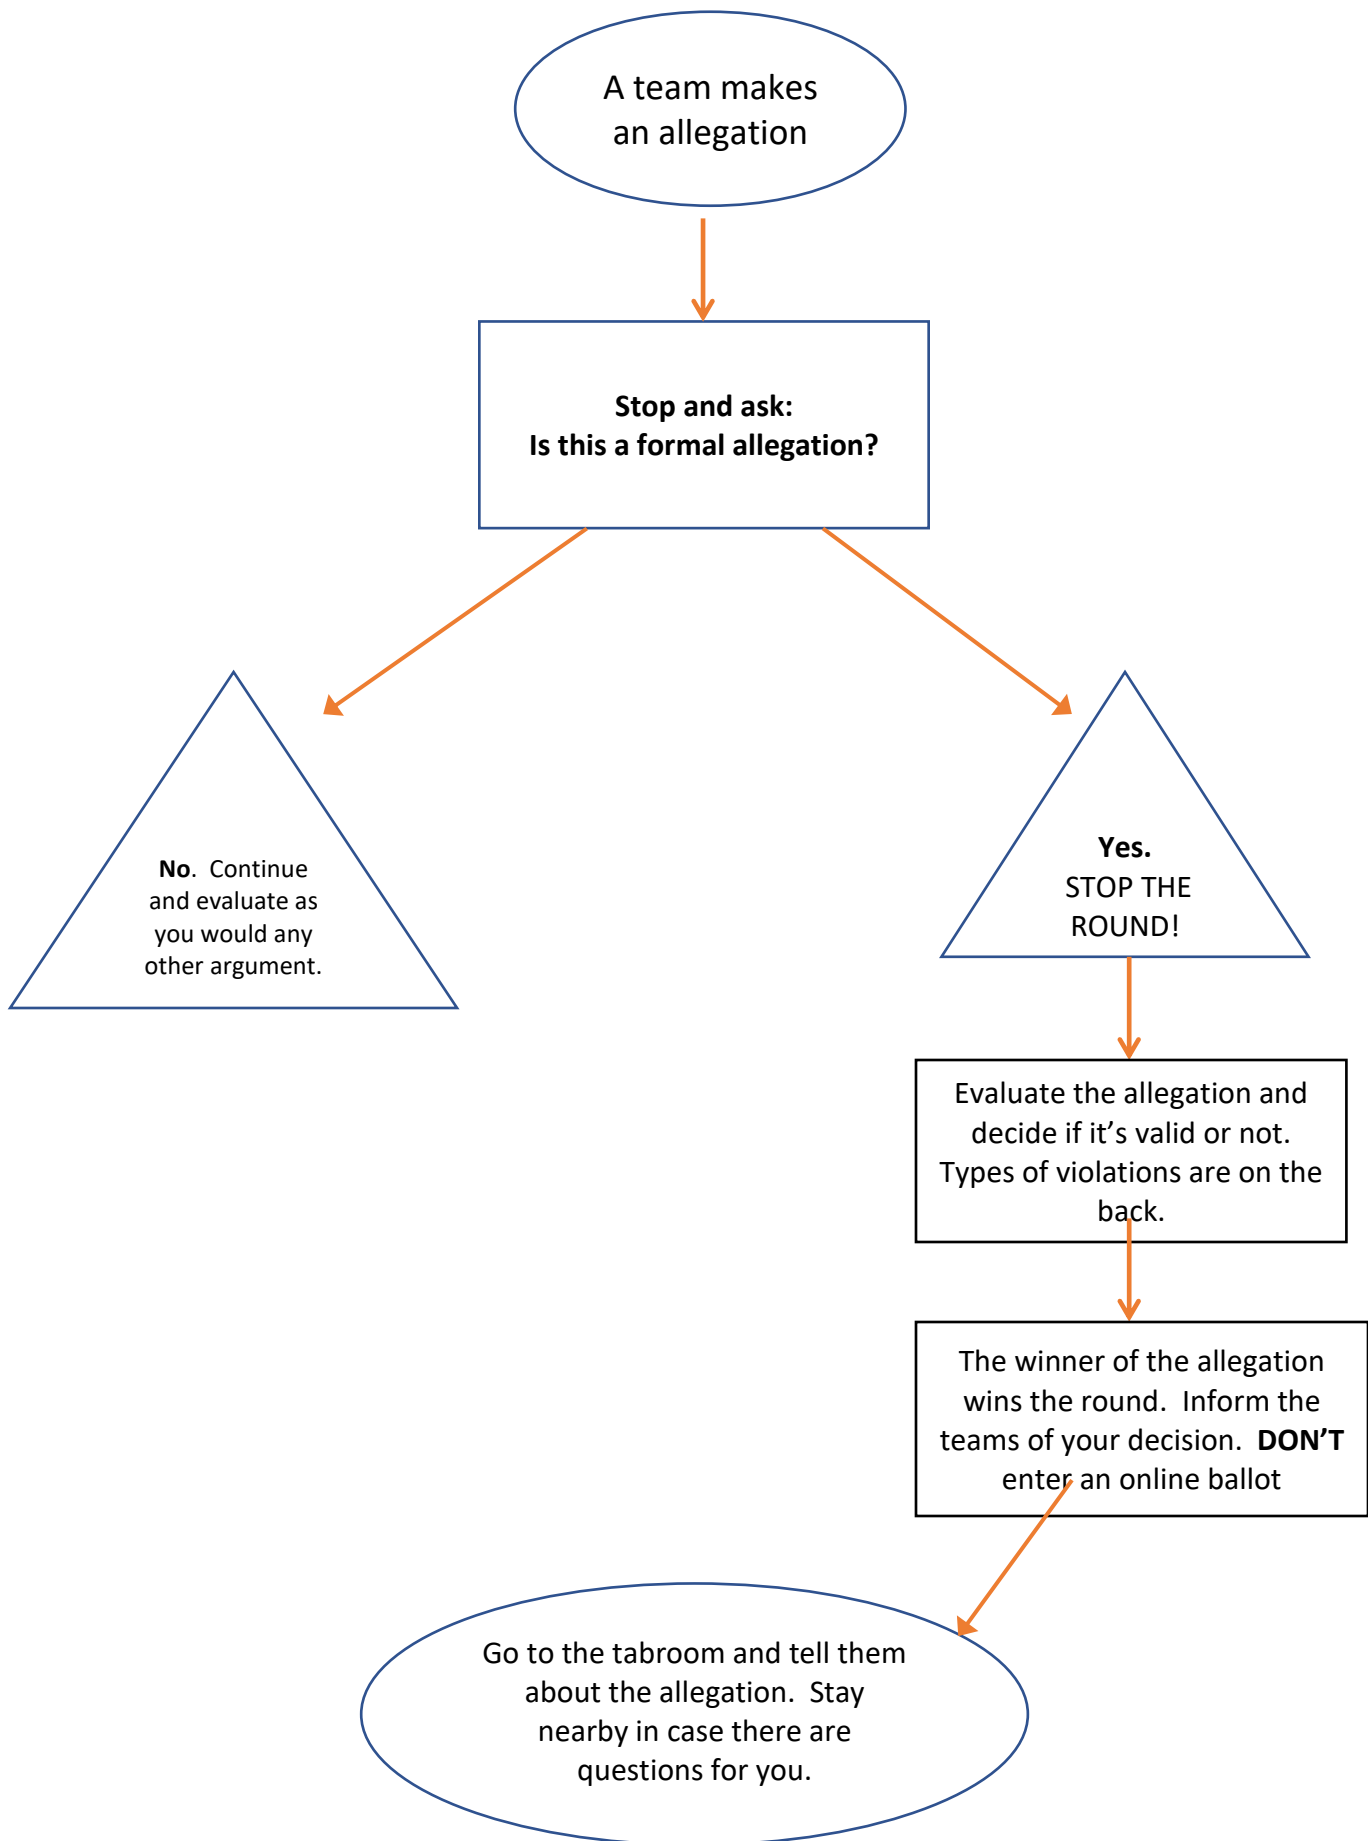 A team makes
an allegation
Stop and ask:
Is this a formal allegation?
No.  Continue
and evaluate as
you would any
other argument.
Yes.
STOP THE
ROUND!
Evaluate the allegation and
decide if it’s valid or not.
Types of violations are on the
back.
The winner of the allegation
wins the round.  Inform the
teams of your decision.  DON’T
enter an online ballot
Go to the tabroom and tell them
about the allegation.  Stay
nearby in case there are
questions for you.